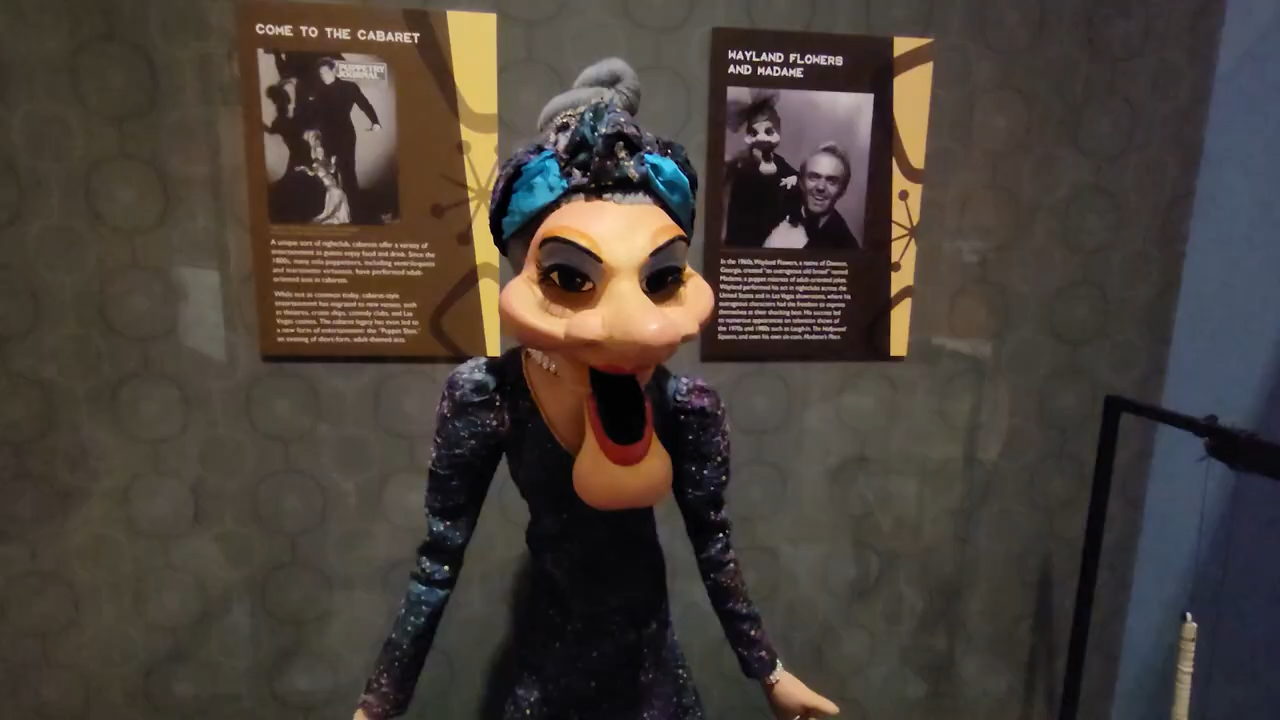 COME TO THE CABARET
PUPPETRY
JOURNAL
A unique sort of nightclub, cabarets offer a variety of
entertainment as guests enjoy food and drink. Since the
1800s, many solo puppeteers, including ventriloquists
and marionette virtuosos, have performed adult-
oriented acts in cabarets.
While not as common today, cabaret-style
entertainment has migrated to new venues, such
as theatres, cruise ships, comedy clubs, and Las
Vegas casinos. The cabaret legacy has even led to
a new form of entertainment: the "Puppet Slam,"
an evening of short-form, adult-themed acts.
WAYLAND FLOWERS
AND MADAME
In the 1960s, Wayland Flowers, a native of Dawson,
Georgia, created "an outrageous old broad" named
Madame, a puppet mistress of adult-oriented jokes.
Wayland performed his act in nightclubs across the
United States and in Las Vegas showrooms, where his
outrageous characters had the freedom to express
themselves at their shocking best. His success led
to numerous appearances on television shows of
the 1970s and 1980s such as Laugh-In, The Hollywood
Squares, and even his own sit-com, Madame's Place.